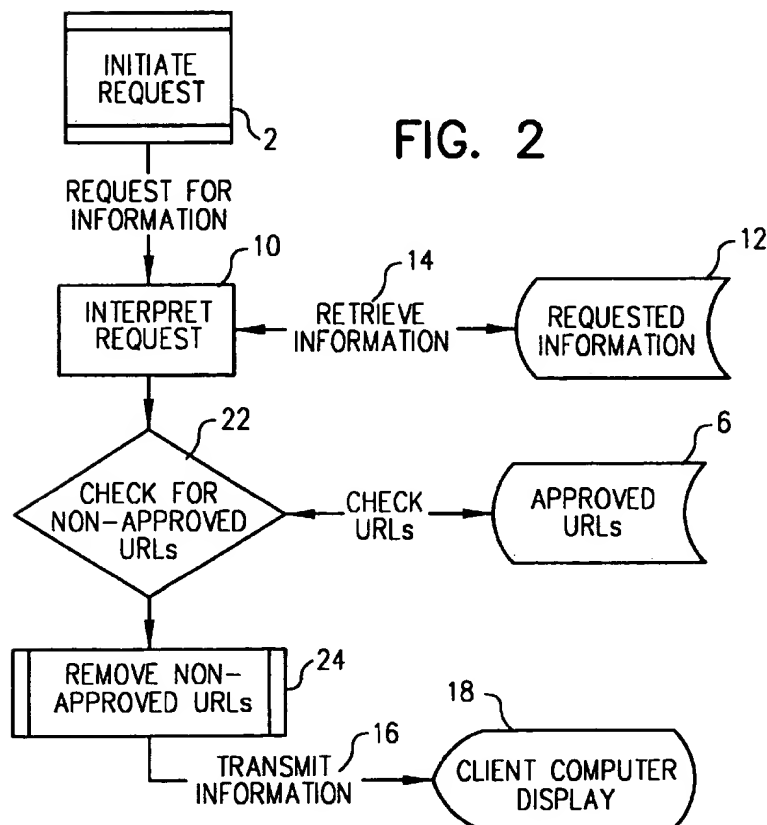 INITIATE
REQUEST
2
FIG. 2
REQUEST FOR
INFORMATION
10
14
12
INTERPRET
REQUEST
RETRIEVE
INFORMATION
REQUESTED
INFORMATION
22
6
CHECK FOR
NON-APPROVED
URLs
CHECK
URLs
APPROVED
URLs
REMOVE NON-
APPROVED URLs
24
16
18
TRANSMIT
INFORMATION
CLIENT COMPUTER
DISPLAY